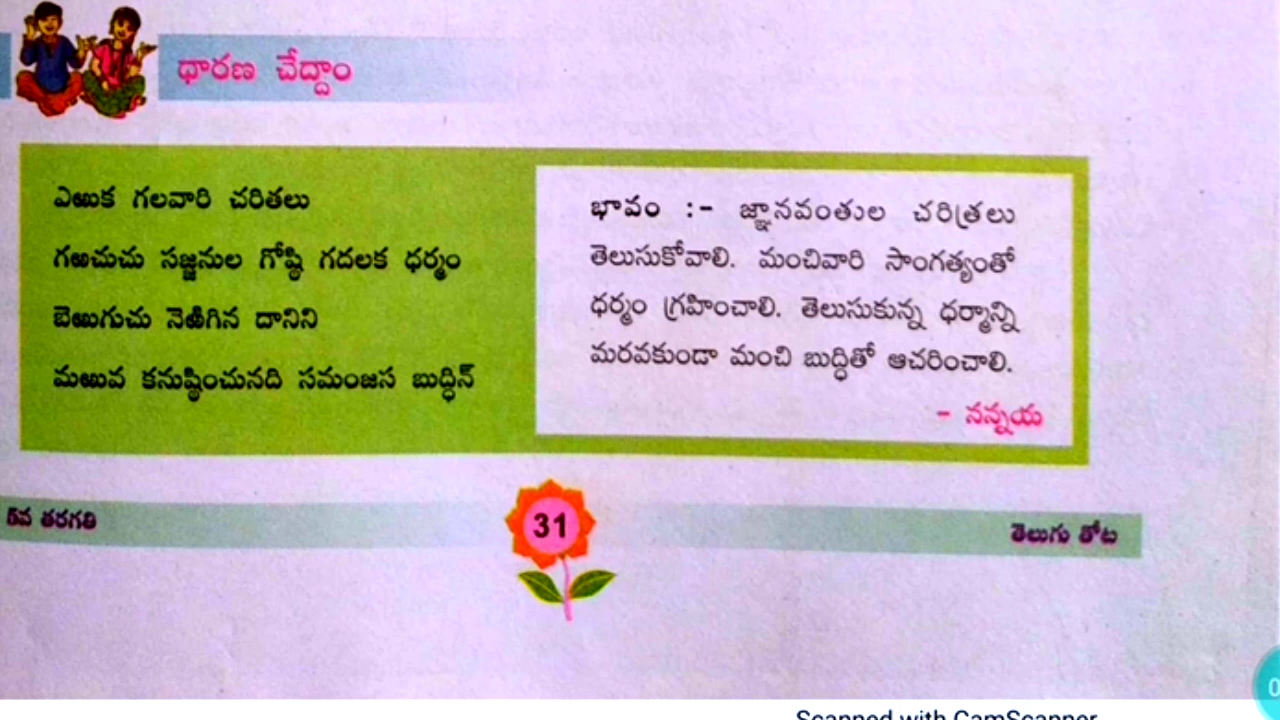 ధారణ చేద్దాం
ఎఱుక గలవారి చరితలు
గఱచుచు సజ్జనుల గోష్ఠి గదలక ధర్మం
బెఱుగుచు నెఱిగిన దానిని
మఱువ కనుష్ఠించునది సమంజస బుద్ధిన్
భావం :- జ్ఞానవంతుల చరిత్రలు
తెలుసుకోవాలి. మంచివారి సాంగత్యంతో
ధర్మం గ్రహించాలి. తెలుసుకున్న ధర్మాన్ని
మరవకుండా మంచి బుద్ధితో ఆచరించాలి.
- నన్నయ
5వ తరగతి
31
తెలుగు తోట
Scanned with CamScanner